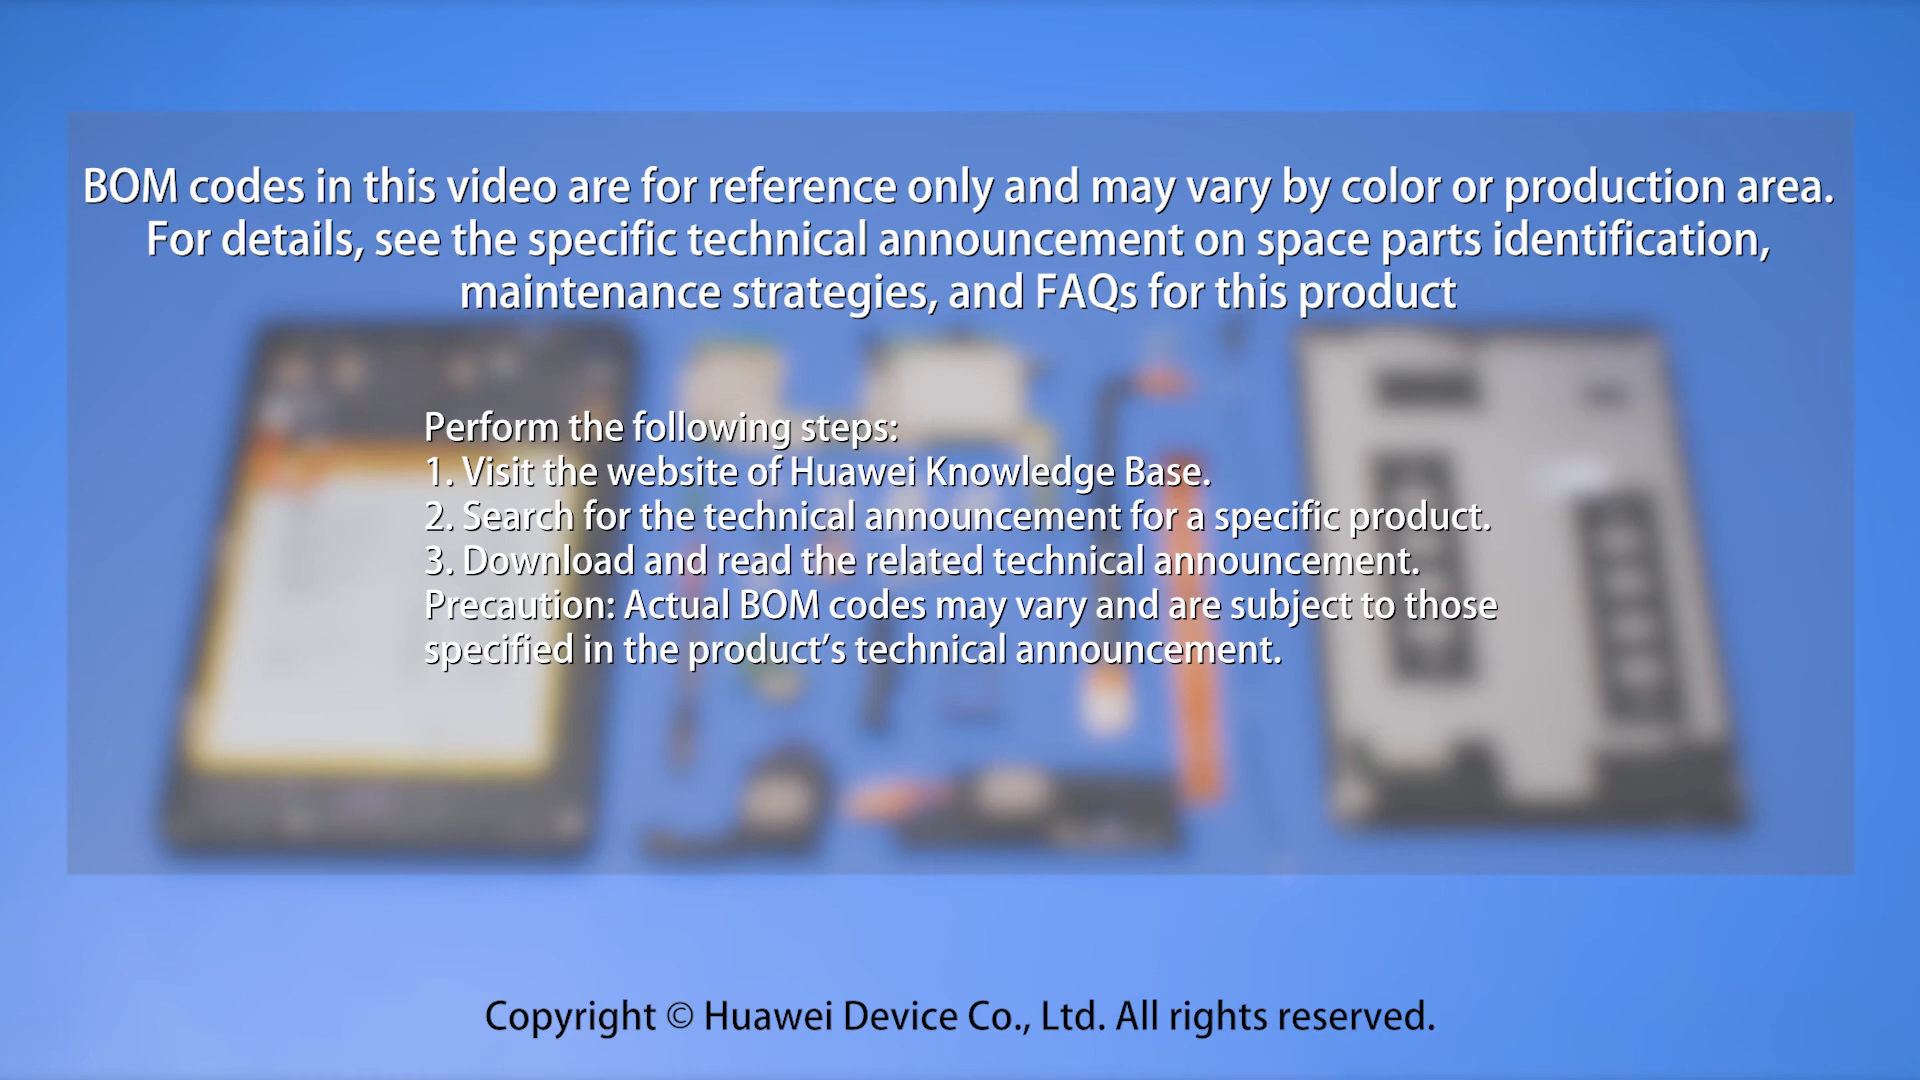 BOM codes in this video are for reference only and may vary by color or production area.
For details, see the specific technical announcement on space parts identification,
maintenance strategies, and FAQs for this product
Perform the following steps:
1. Visit the website of Huawei Knowledge Base.
2. Search for the technical announcement for a specific product.
3. Download and read the related technical announcement.
Precaution: Actual BOM codes may vary and are subject to those
specified in the product’s technical announcement.
Copyright © Huawei Device Co., Ltd. All rights reserved.